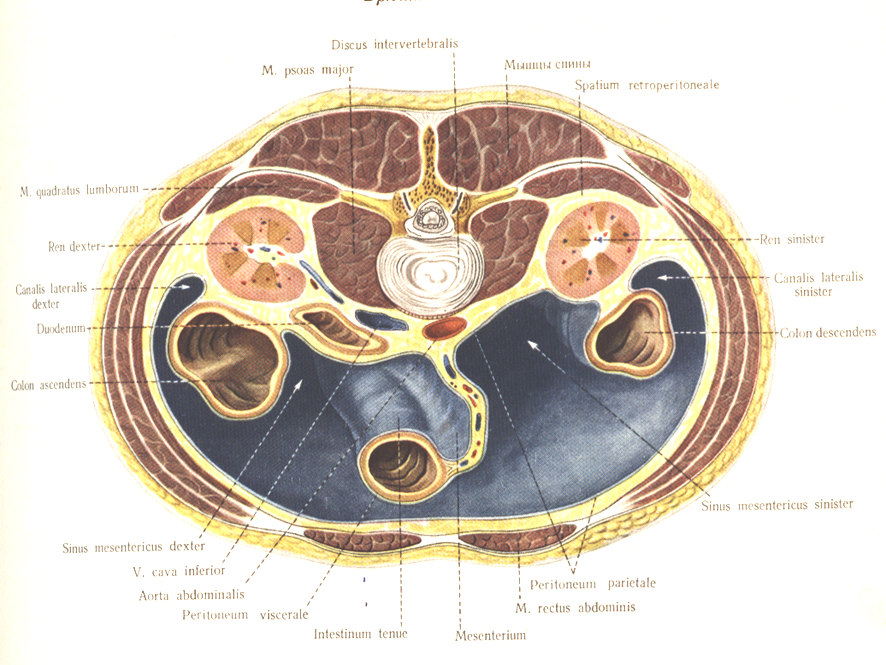 Discus intervertebralis
M. psoas major
Мышцы спины
Spatium retroperitoneale
M. quadratus lumborum
Ren dexter
Ren sinister
Canalis lateralis
dexter
Canalis lateralis
sinister
Duodenum
Colon descendens
Colon ascendens
Sinus mesentericus sinister
Sinus mesentericus dexter
V. cava inferior
Peritoneum parietale
Aorta abdominalis
M. rectus abdominis
Peritoneum viscerale
Intestinum tenue
Mesenterium